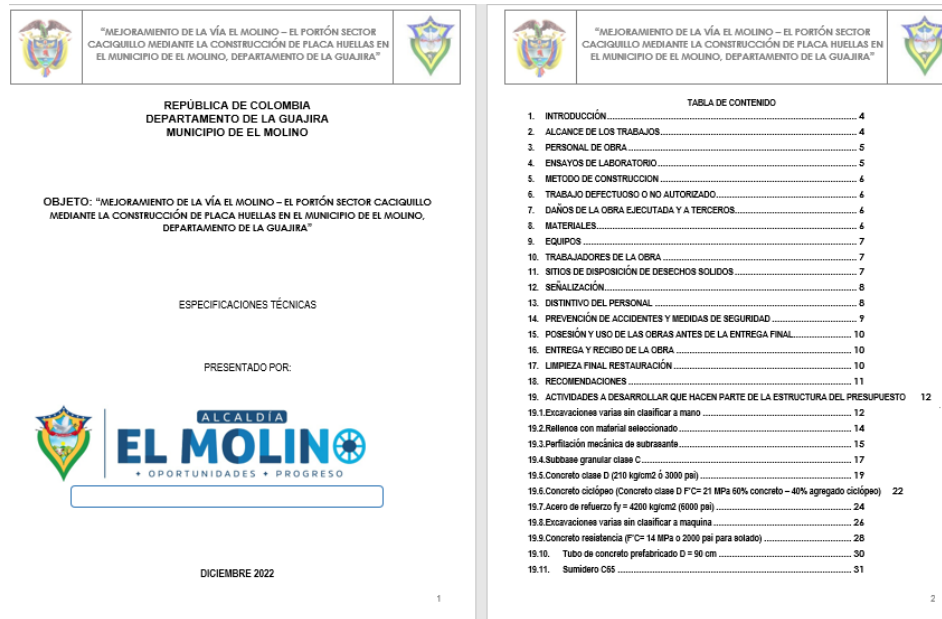 “MEJORAMIENTO DE LA VÍA EL MOLINO – EL PORTÓN SECTOR
CACIQUILLO MEDIANTE LA CONSTRUCCIÓN DE PLACA HUELLAS EN
EL MUNICIPIO DE EL MOLINO, DEPARTAMENTO DE LA GUAJIRA”
REPÚBLICA DE COLOMBIA
DEPARTAMENTO DE LA GUAJIRA
MUNICIPIO DE EL MOLINO
OBJETO: “MEJORAMIENTO DE LA VÍA EL MOLINO – EL PORTÓN SECTOR CACIQUILLO
MEDIANTE LA CONSTRUCCIÓN DE PLACA HUELLAS EN EL MUNICIPIO DE EL MOLINO,
DEPARTAMENTO DE LA GUAJIRA”
ESPECIFICACIONES TÉCNICAS
PRESENTADO POR:
ALCALDÍA
EL MOLINO
OPORTUNIDADES + PROGRESO
DICIEMBRE 2022
1
“MEJORAMIENTO DE LA VÍA EL MOLINO – EL PORTÓN SECTOR
CACIQUILLO MEDIANTE LA CONSTRUCCIÓN DE PLACA HUELLAS EN
EL MUNICIPIO DE EL MOLINO, DEPARTAMENTO DE LA GUAJIRA”
TABLA DE CONTENIDO
1. INTRODUCCIÓN 4
2. ALCANCE DE LOS TRABAJOS 4
3. PERSONAL DE OBRA 5
4. ENSAYOS DE LABORATORIO 5
5. METODO DE CONSTRUCCION 6
6. TRABAJO DEFECTUOSO O NO AUTORIZADO 6
7. DAÑOS DE LA OBRA EJECUTADA Y A TERCEROS 6
8. MATERIALES 6
9. EQUIPOS 7
10. TRABAJADORES DE LA OBRA 7
11. SITIOS DE DISPOSICIÓN DE DESECHOS SOLIDOS 7
12. SEÑALIZACIÓN 8
13. DISTINTIVO DEL PERSONAL 8
14. PREVENCIÓN DE ACCIDENTES Y MEDIDAS DE SEGURIDAD 9
15. POSESIÓN Y USO DE LAS OBRAS ANTES DE LA ENTREGA FINAL 10
16. ENTREGA Y RECIBO DE LA OBRA 10
17. LIMPIEZA FINAL RESTAURACIÓN 10
18. RECOMENDACIONES 11
19. ACTIVIDADES A DESARROLLAR QUE HACEN PARTE DE LA ESTRUCTURA DEL PRESUPUESTO 12
19.1.Excavaciones varias sin clasificar a mano 12
19.2.Rellenos con material seleccionado 14
19.3.Perfilación mecánica de subrasante 15
19.4.Subbase granular clase C 17
19.5.Concreto clase D (210 kg/cm2 ó 3000 psi) 19
19.6.Concreto ciclópeo (Concreto clase D F'C= 21 MPa 60% concreto – 40% agregado ciclópeo) 22
19.7.Acero de refuerzo fy = 4200 kg/cm2 (6000 psi) 24
19.8.Excavaciones varias sin clasificar a maquina 26
19.9.Concreto resistencia (F'C= 14 MPa o 2000 psi para solado) 28
19.10. Tubo de concreto prefabricado D = 90 cm 30
19.11. Sumidero C65 31
2